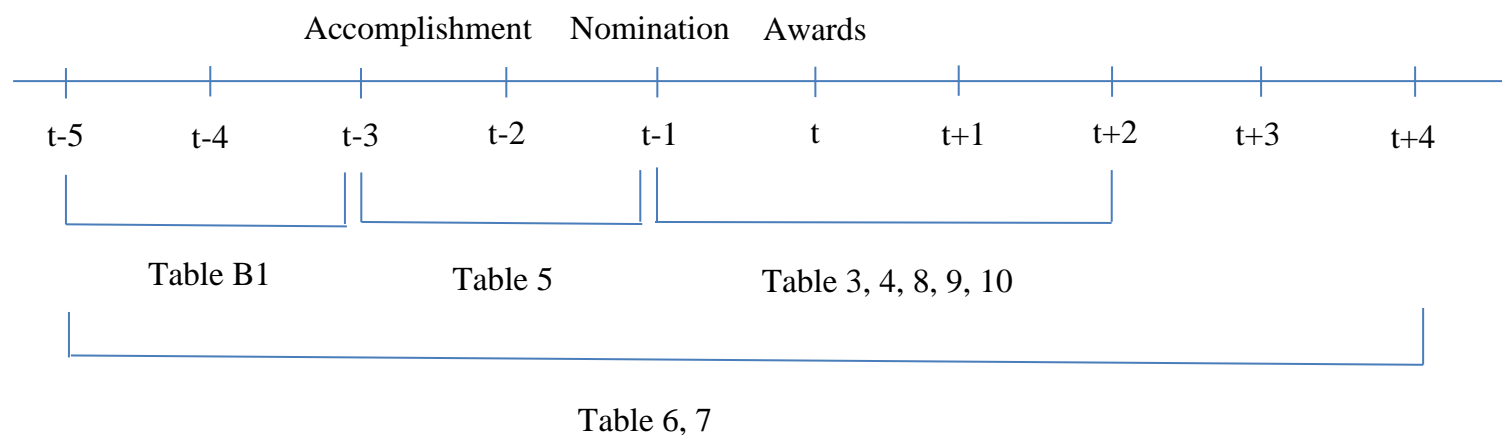 Accomplishment Nomination Awards
t-5 t-4 t-3 t-2 t-1 t t+1 t+2 t+3 t+4
Table B1 Table 5 Table 3, 4, 8, 9, 10
Table 6, 7